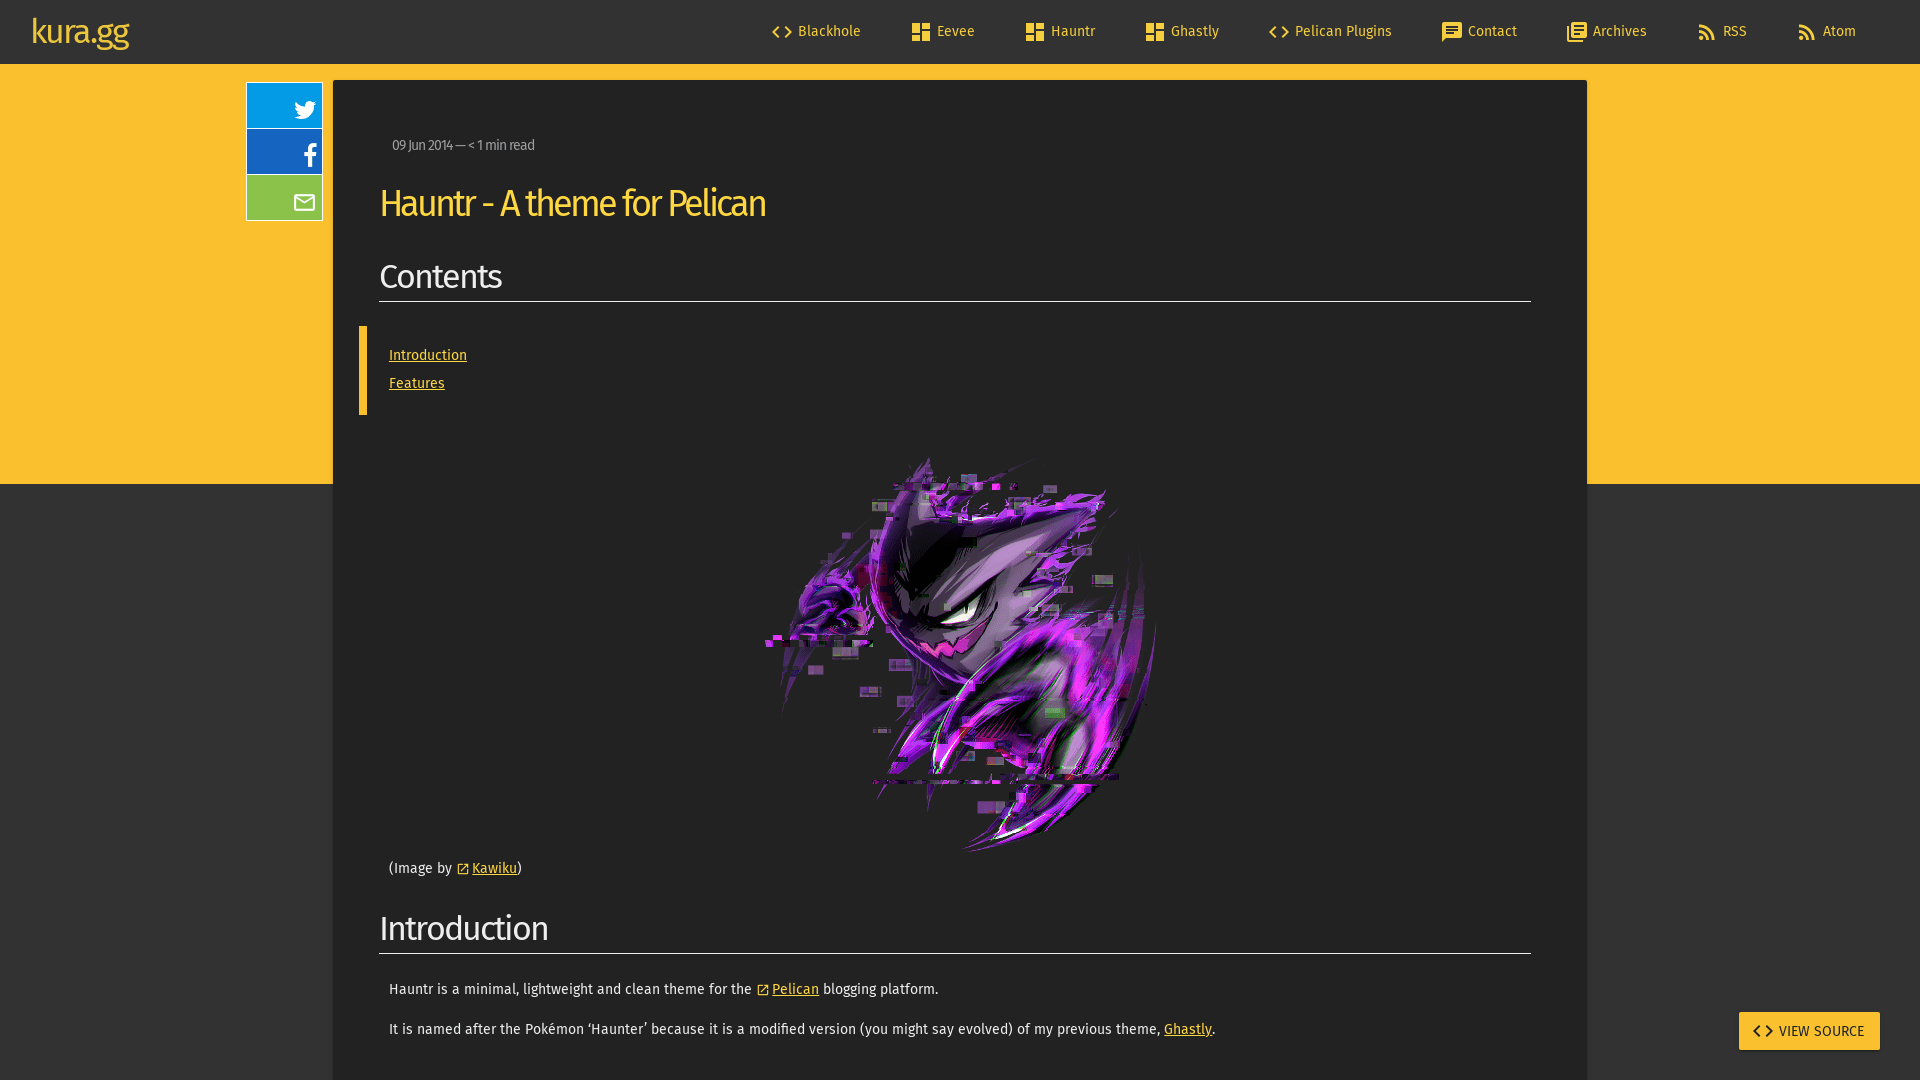 kura.gg
Blackhole
Eevee
Hauntr
Ghastly
Pelican Plugins
Contact
Archives
RSS
Atom
09 Jun 2014 — < 1 min read
Hauntr - A theme for Pelican
Contents
Introduction
Features
(Image by Kawiku)
Introduction
Hauntr is a minimal, lightweight and clean theme for the Pelican blogging platform.
It is named after the Pokémon ‘Haunter’ because it is a modified version (you might say evolved) of my previous theme, Ghastly.
VIEW SOURCE